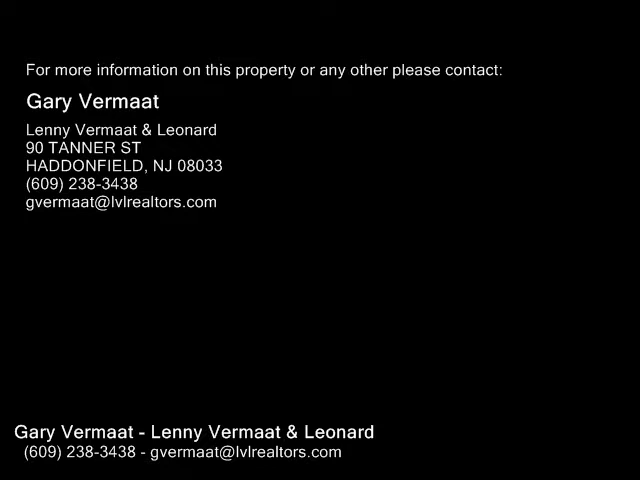 For more information on this property or any other please contact:
Gary Vermaat
Lenny Vermaat & Leonard
90 TANNER ST
HADDONFIELD, NJ 08033
(609) 238-3438
gvermaat@lvlrealtors.com
Gary Vermaat - Lenny Vermaat & Leonard
(609) 238-3438 - gvermaat@lvlrealtors.com